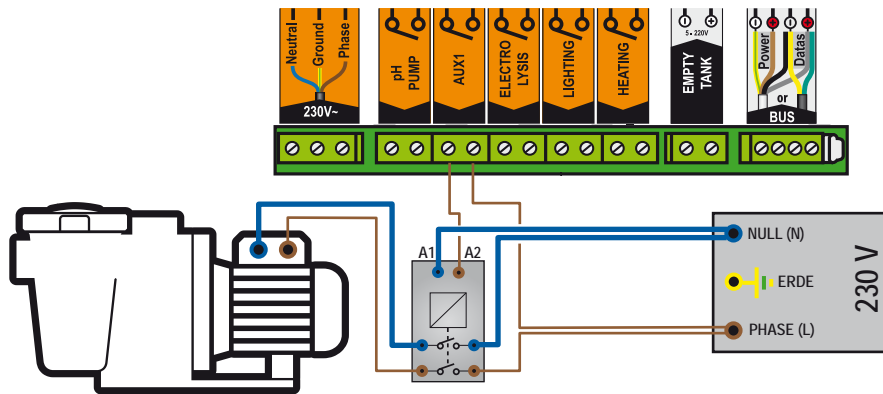 Neutral
Ground
Phase
230V~
pH
PUMP
AUX1
ELECTRO
LYSIS
LIGHTING
HEATING
5 - 220V
EMPTY
TANK
Power
Datas
or
BUS
A1
A2
NULL (N)
ERDE
PHASE (L)
230 V